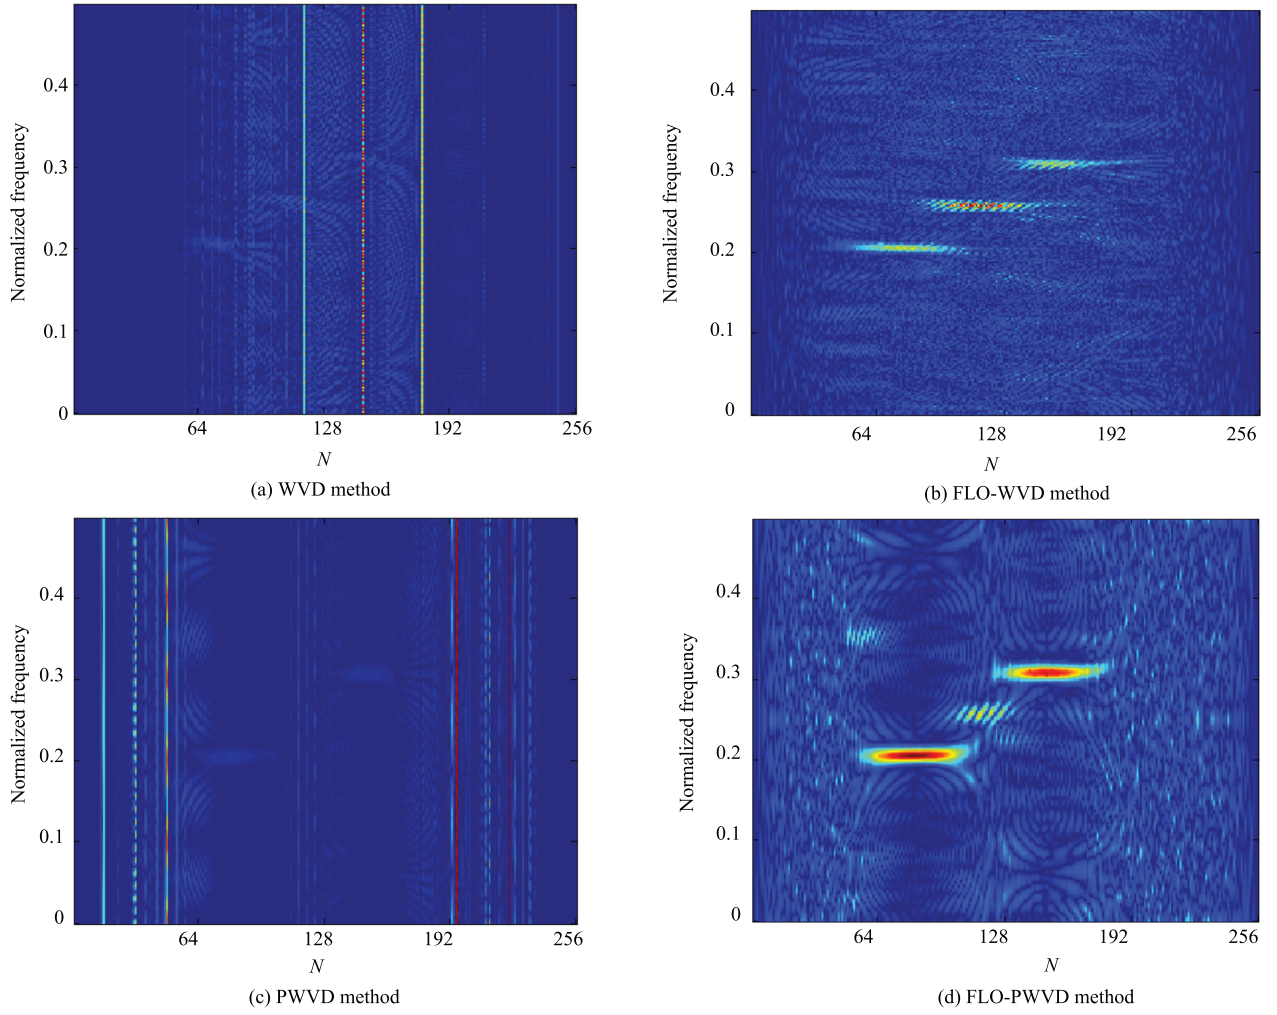 0.4
0.3
0.2
0.1
0
Normalized frequency
64 128 192 256
N
(a) WVD method
0.4
0.3
0.2
0.1
0
Normalized frequency
64 128 192 256
N
(b) FLO-WVD method
0.4
0.3
0.2
0.1
0
Normalized frequency
64 128 192 256
N
(c) PWVD method
0.4
0.3
0.2
0.1
0
Normalized frequency
64 128 192 256
N
(d) FLO-PWVD method